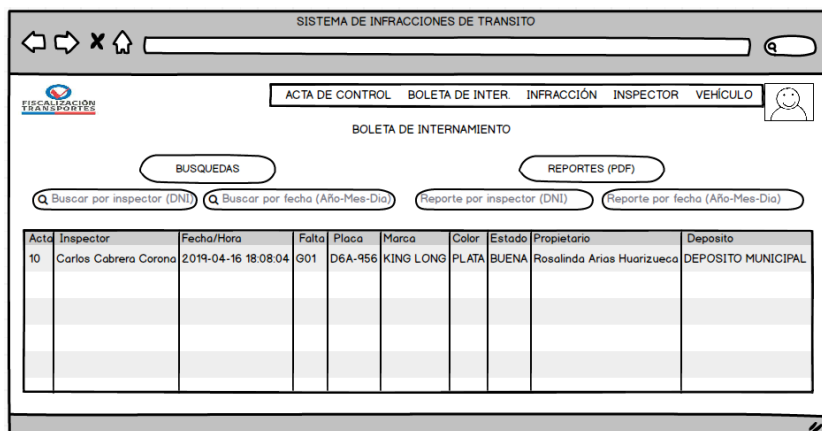 SISTEMA DE INFRACCIONES DE TRANSITO
FISCALIZACIÓN
TRANSPORTES
ACTA DE CONTROL BOLETA DE INTER. INFRACCIÓN INSPECTOR VEHÍCULO
BOLETA DE INTERNAMIENTO
BUSQUEDAS REPORTES (PDF)
Buscar por inspector (DNI) Buscar por fecha (Año-Mes-Dia) Reporte por inspector (DNI) Reporte por fecha (Año-Mes-Dia)
Acta Inspector Fecha/Hora Falta Placa Marca Color Estado Propietario Deposito
10 Carlos Cabrera Corona 2019-04-16 18:08:04 G01 D6A-956 KING LONG PLATA BUENA Rosalinda Arias Huarizueca DEPOSITO MUNICIPAL